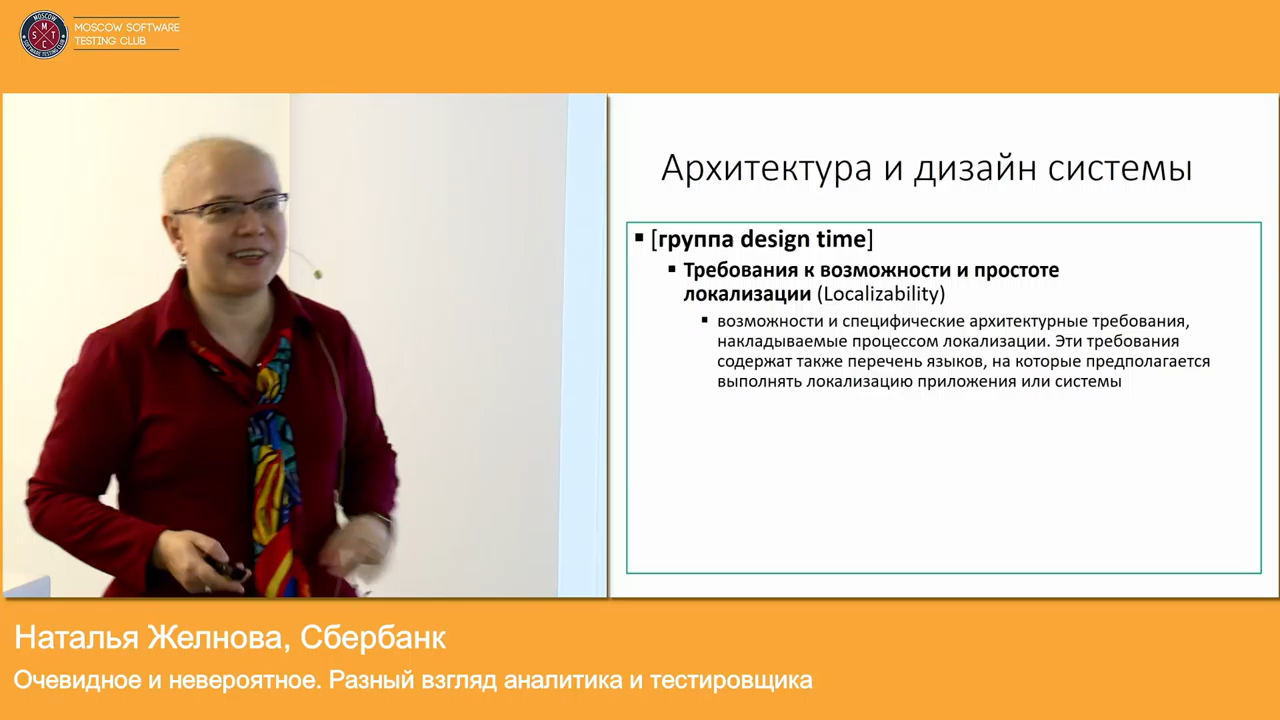 MOSCOW SOFTWARE
TESTING CLUB
Архитектура и дизайн системы
[группа design time]
Требования к возможности и простоте
локализации (Localizability)
возможности и специфические архитектурные требования,
накладываемые процессом локализации. Эти требования
содержат также перечень языков, на которые предполагается
выполнять локализацию приложения или системы
Наталья Желнова, Сбербанк
Очевидное и невероятное. Разный взгляд аналитика и тестировщика